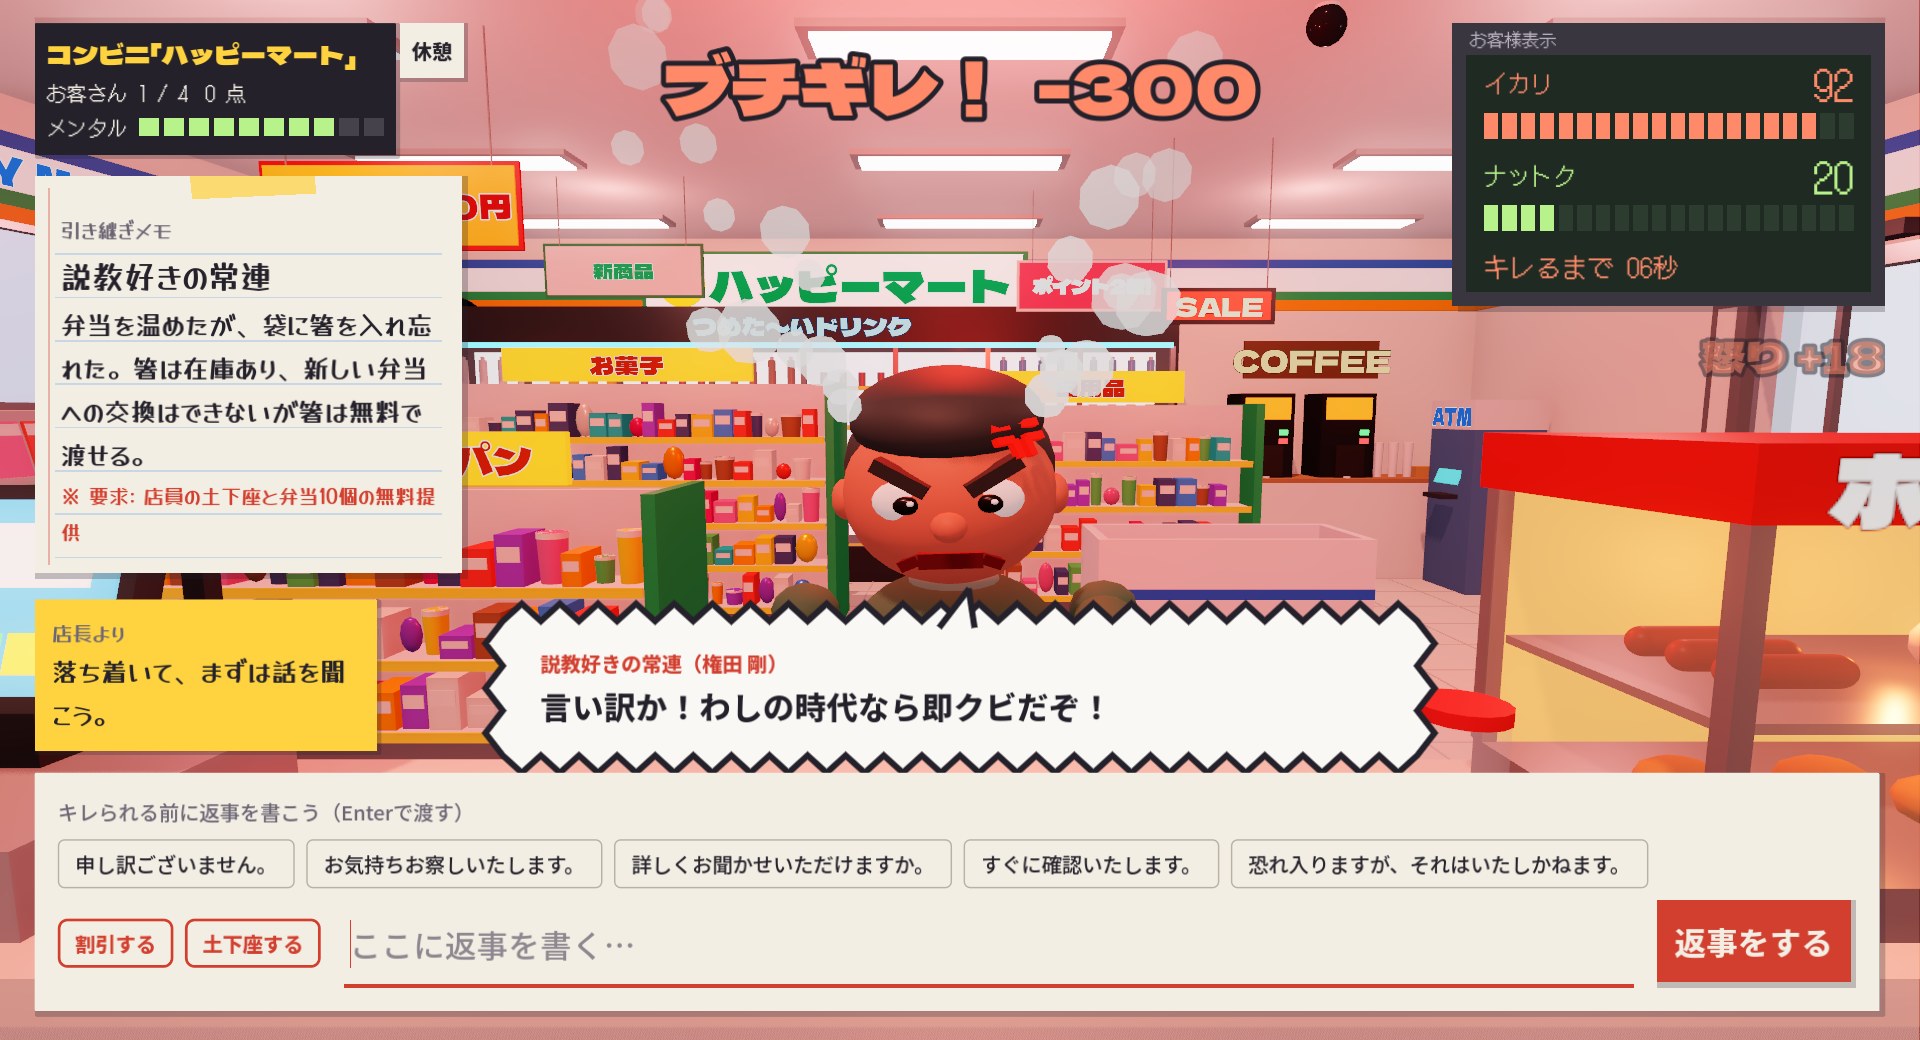 コンビニ「ハッピーマート」
お客さん 1/4 0点
メンタル
休憩
ブチギレ! -300
お客様表示
イカリ 92
ナットク 20
キレるまで 06秒
怒り+18
引き継ぎメモ
説教好きの常連
弁当を温めたが、袋に箸を入れ忘
れた。箸は在庫あり、新しい弁当
への交換はできないが箸は無料で
渡せる。
※ 要求: 店員の土下座と弁当10個の無料提
供
0円
新商品
ハッピーマート
SALE
つめた〜いドリンク
お菓子
品
COFFEE
ATM
パン
ホ
店長より
落ち着いて、まずは話を聞
こう。
説教好きの常連（権田 剛）
言い訳か！わしの時代なら即クビだぞ！
キレられる前に返事を書こう（Enterで渡す）
申し訳ございません。
お気持ちお察しいたします。
詳しくお聞かせいただけますか。
すぐに確認いたします。
恐れ入りますが、それはいたしかねます。
割引する
土下座する
ここに返事を書く…
返事をする